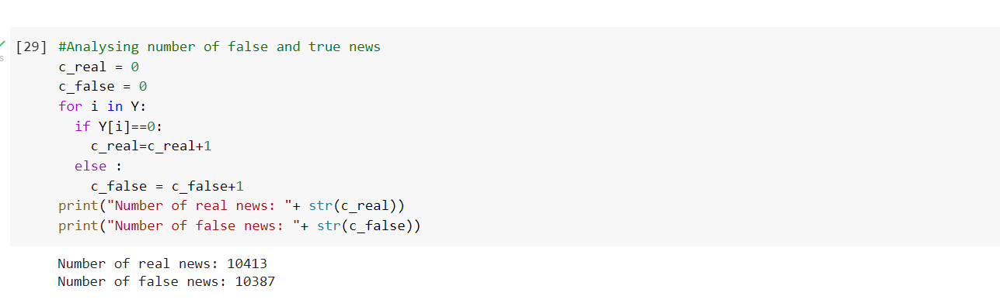 [29] #Analysing number of false and true news
c_real = 0
c_false = 0
for i in Y:
  if Y[i]==0:
    c_real=c_real+1
  else :
    c_false = c_false+1
print("Number of real news: "+ str(c_real))
print("Number of false news: "+ str(c_false))
Number of real news: 10413
Number of false news: 10387